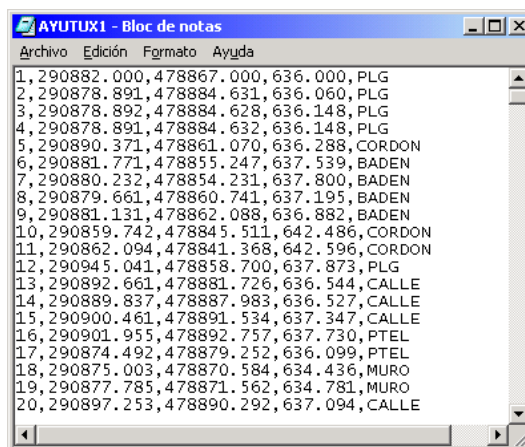 AYUTUX1 - Bloc de notas
Archivo Edición Formato Ayuda
1,290882.000,478867.000,636.000,PLG
2,290878.891,478884.631,636.060,PLG
3,290878.892,478884.628,636.148,PLG
4,290878.891,478884.632,636.148,PLG
5,290890.371,478861.070,636.288,CORDON
6,290881.771,478855.247,637.539,BADEN
7,290880.232,478854.231,637.800,BADEN
8,290879.661,478860.741,637.195,BADEN
9,290881.131,478862.088,636.882,BADEN
10,290859.742,478845.511,642.486,CORDON
11,290862.094,478841.368,642.596,CORDON
12,290945.041,478858.700,637.873,PLG
13,290892.661,478881.726,636.544,CALLE
14,290889.837,478887.983,636.527,CALLE
15,290900.461,478891.534,637.347,CALLE
16,290901.955,478892.757,637.730,PTEL
17,290874.492,478879.252,636.099,PTEL
18,290875.003,478870.584,634.436,MURO
19,290877.785,478871.562,634.781,MURO
20,290897.253,478890.292,637.094,CALLE